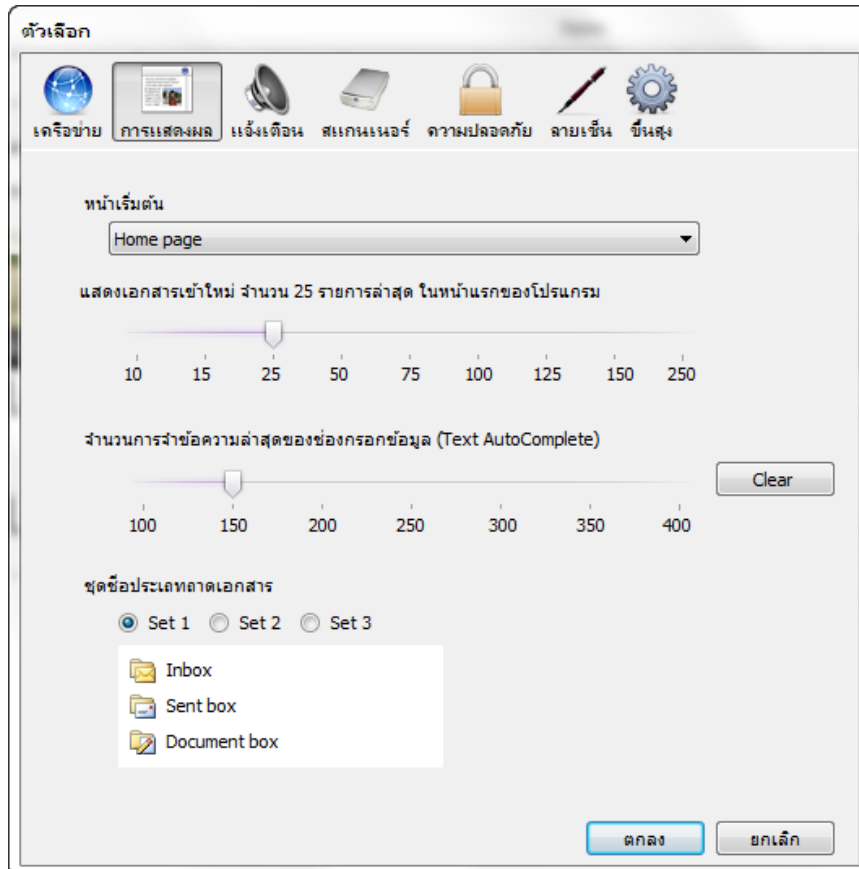 ตัวเลือก
เครือข่าย การแสดงผล แจ้งเตือน สแกนเนอร์ ความปลอดภัย ลายเซ็น ขั้นสูง
หน้าเริ่มต้น
Home page
แสดงเอกสารเข้าใหม่ จำนวน 25 รายการล่าสุด ในหน้าแรกของโปรแกรม
10 15 25 50 75 100 125 150 250
จำนวนการจำข้อความล่าสุดของช่องกรอกข้อมูล (Text AutoComplete)
Clear
100 150 200 250 300 350 400
ชุดชื่อประเภทถาดเอกสาร
Set 1 Set 2 Set 3
Inbox
Sent box
Document box
ตกลง ยกเลิก